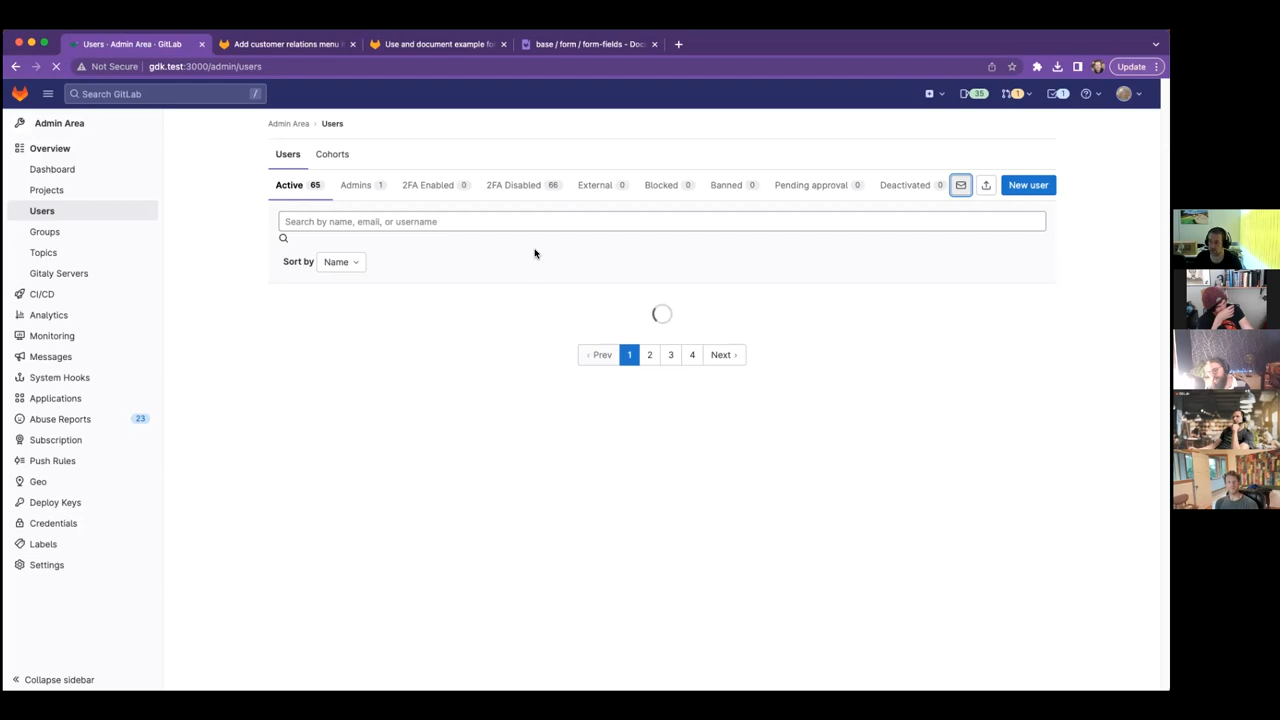 Users · Admin Area · GitLab
Add customer relations menu
Use and document example fo
base / form / form-fields - Doc
Not Secure
gdk.test:3000/admin/users
Update
Search GitLab
/
35
1
1
Admin Area
Overview
Dashboard
Projects
Users
Groups
Topics
Gitaly Servers
CI/CD
Analytics
Monitoring
Messages
System Hooks
Applications
Abuse Reports 23
Subscription
Push Rules
Geo
Deploy Keys
Credentials
Labels
Settings
Collapse sidebar
Admin Area › Users
Users Cohorts
Active 65 Admins 1 2FA Enabled 0 2FA Disabled 66 External 0 Blocked 0 Banned 0 Pending approval 0 Deactivated 0 New user
Search by name, email, or username
Sort by Name
‹ Prev 1 2 3 4 Next ›